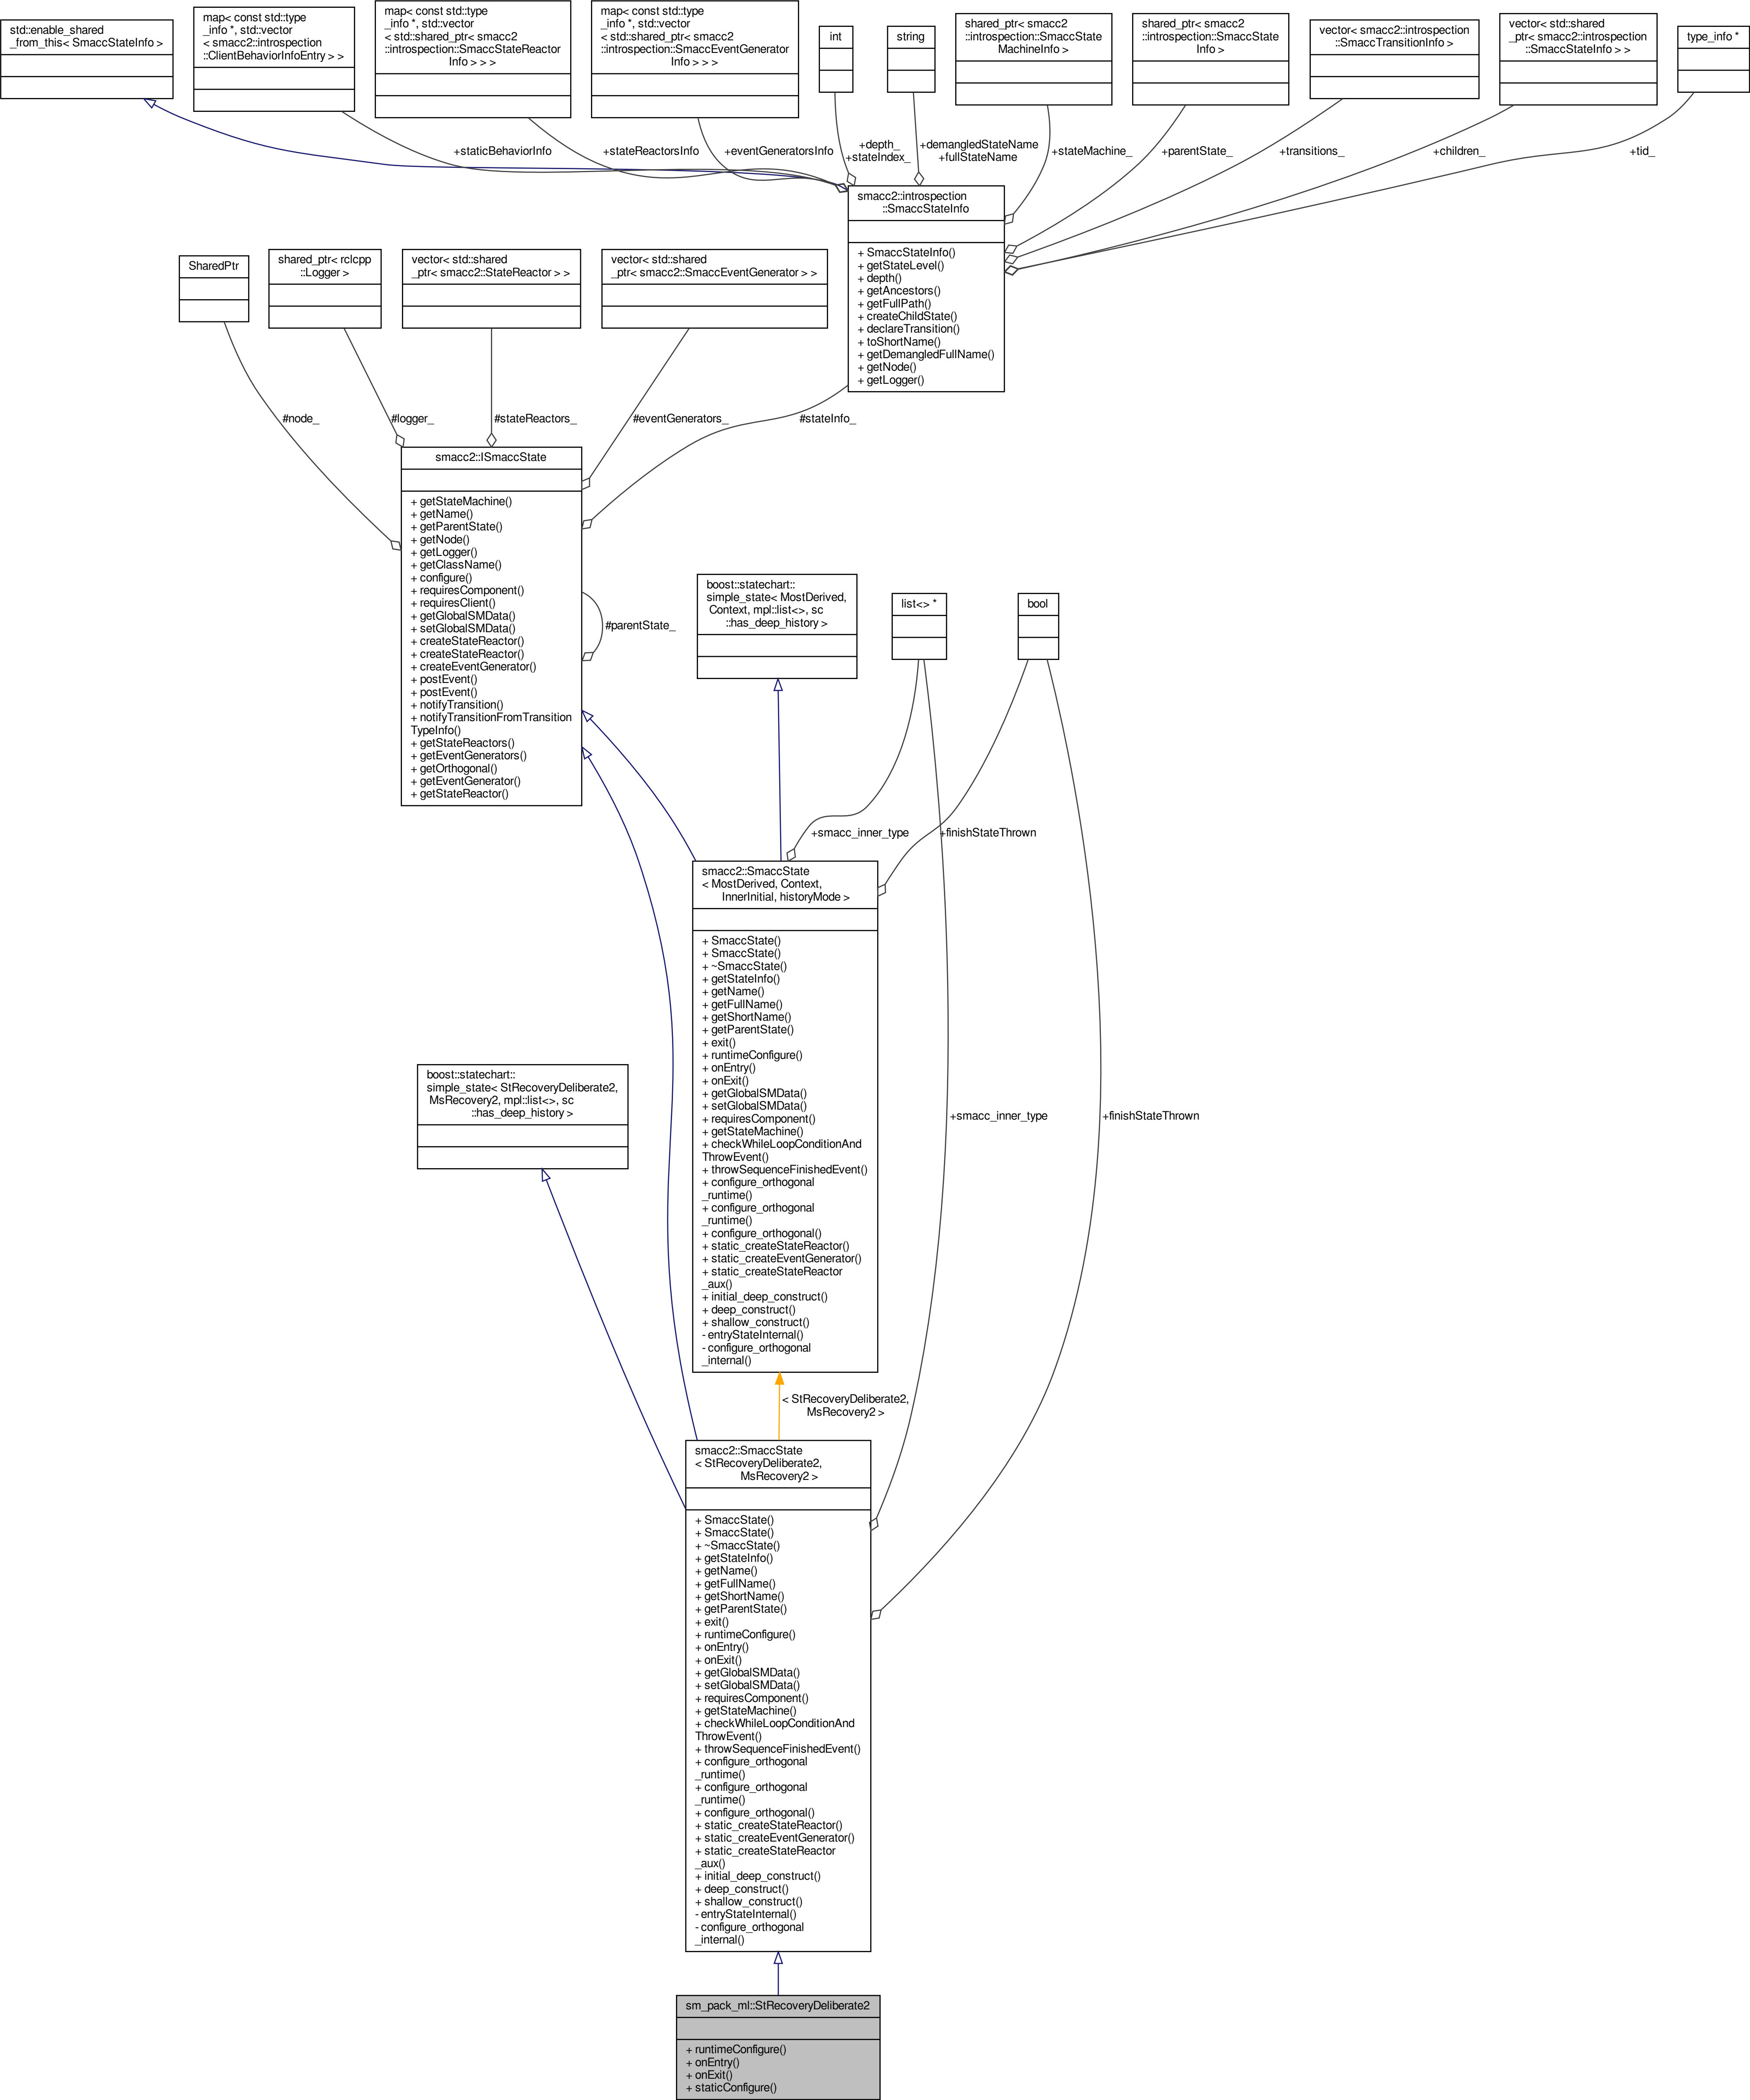 std::enable_shared
_from_this< SmaccStateInfo >
map< const std::type
_info *, std::vector
< smacc2::introspection
::ClientBehaviorInfoEntry > >
map< const std::type
_info *, std::vector
< std::shared_ptr< smacc2
::introspection::SmaccStateReactor
Info > > >
map< const std::type
_info *, std::vector
< std::shared_ptr< smacc2
::introspection::SmaccEventGenerator
Info > > >
int
string
shared_ptr< smacc2
::introspection::SmaccState
MachineInfo >
shared_ptr< smacc2
::introspection::SmaccState
Info >
vector< smacc2::introspection
::SmaccTransitionInfo >
vector< std::shared
_ptr< smacc2::introspection
::SmaccStateInfo > >
type_info *
+staticBehaviorInfo
+stateReactorsInfo
+eventGeneratorsInfo
+depth_
+stateIndex_
+demangledStateName
+fullStateName
+stateMachine_
+parentState_
+transitions_
+children_
+tid_
smacc2::introspection
::SmaccStateInfo
+ SmaccStateInfo()
+ getStateLevel()
+ depth()
+ getAncestors()
+ getFullPath()
+ createChildState()
+ declareTransition()
+ toShortName()
+ getDemangledFullName()
+ getNode()
+ getLogger()
SharedPtr
shared_ptr< rclcpp
::Logger >
vector< std::shared
_ptr< smacc2::StateReactor > >
vector< std::shared
_ptr< smacc2::SmaccEventGenerator > >
#node_
#logger_
#stateReactors_
#eventGenerators_
#stateInfo_
smacc2::ISmaccState
+ getStateMachine()
+ getName()
+ getParentState()
+ getNode()
+ getLogger()
+ getClassName()
+ configure()
+ requiresComponent()
+ requiresClient()
+ getGlobalSMData()
+ setGlobalSMData()
+ createStateReactor()
+ createStateReactor()
+ createEventGenerator()
+ postEvent()
+ postEvent()
+ notifyTransition()
+ notifyTransitionFromTransition
TypeInfo()
+ getStateReactors()
+ getEventGenerators()
+ getOrthogonal()
+ getEventGenerator()
+ getStateReactor()
#parentState_
boost::statechart::
simple_state< MostDerived,
Context, mpl::list<>, sc
::has_deep_history >
list<> *
bool
+smacc_inner_type
+finishStateThrown
smacc2::SmaccState
< MostDerived, Context,
InnerInitial, historyMode >
+ SmaccState()
+ SmaccState()
+ ~SmaccState()
+ getStateInfo()
+ getName()
+ getFullName()
+ getShortName()
+ getParentState()
+ exit()
+ runtimeConfigure()
+ onEntry()
+ onExit()
+ getGlobalSMData()
+ setGlobalSMData()
+ requiresComponent()
+ getStateMachine()
+ checkWhileLoopConditionAnd
ThrowEvent()
+ throwSequenceFinishedEvent()
+ configure_orthogonal
_runtime()
+ configure_orthogonal
_runtime()
+ configure_orthogonal()
+ static_createStateReactor()
+ static_createEventGenerator()
+ static_createStateReactor
_aux()
+ initial_deep_construct()
+ deep_construct()
+ shallow_construct()
- entryStateInternal()
- configure_orthogonal
_internal()
boost::statechart::
simple_state< StRecoveryDeliberate2,
MsRecovery2, mpl::list<>, sc
::has_deep_history >
+smacc_inner_type
+finishStateThrown
< StRecoveryDeliberate2,
MsRecovery2 >
smacc2::SmaccState
< StRecoveryDeliberate2,
MsRecovery2 >
+ SmaccState()
+ SmaccState()
+ ~SmaccState()
+ getStateInfo()
+ getName()
+ getFullName()
+ getShortName()
+ getParentState()
+ exit()
+ runtimeConfigure()
+ onEntry()
+ onExit()
+ getGlobalSMData()
+ setGlobalSMData()
+ requiresComponent()
+ getStateMachine()
+ checkWhileLoopConditionAnd
ThrowEvent()
+ throwSequenceFinishedEvent()
+ configure_orthogonal
_runtime()
+ configure_orthogonal
_runtime()
+ configure_orthogonal()
+ static_createStateReactor()
+ static_createEventGenerator()
+ static_createStateReactor
_aux()
+ initial_deep_construct()
+ deep_construct()
+ shallow_construct()
- entryStateInternal()
- configure_orthogonal
_internal()
sm_pack_ml::StRecoveryDeliberate2
+ runtimeConfigure()
+ onEntry()
+ onExit()
+ staticConfigure()